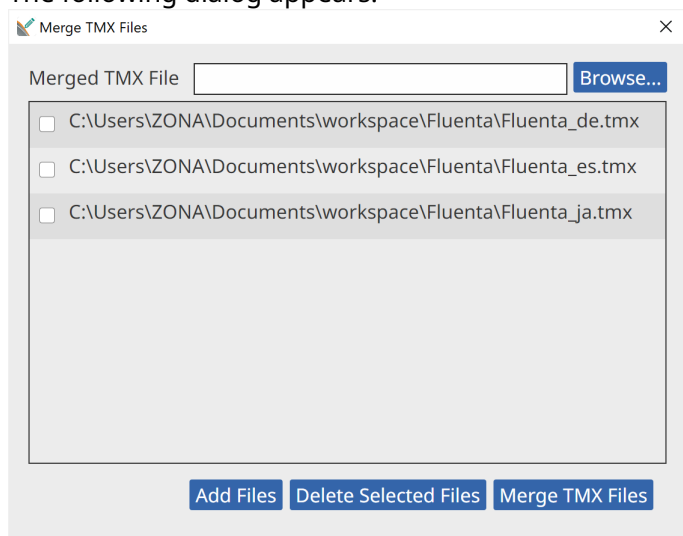 The following dialog appears:
Merge TMX Files
Merged TMX File
Browse...
C:\Users\ZONA\Documents\workspace\Fluenta\Fluenta_de.tmx
C:\Users\ZONA\Documents\workspace\Fluenta\Fluenta_es.tmx
C:\Users\ZONA\Documents\workspace\Fluenta\Fluenta_ja.tmx
Add Files
Delete Selected Files
Merge TMX Files